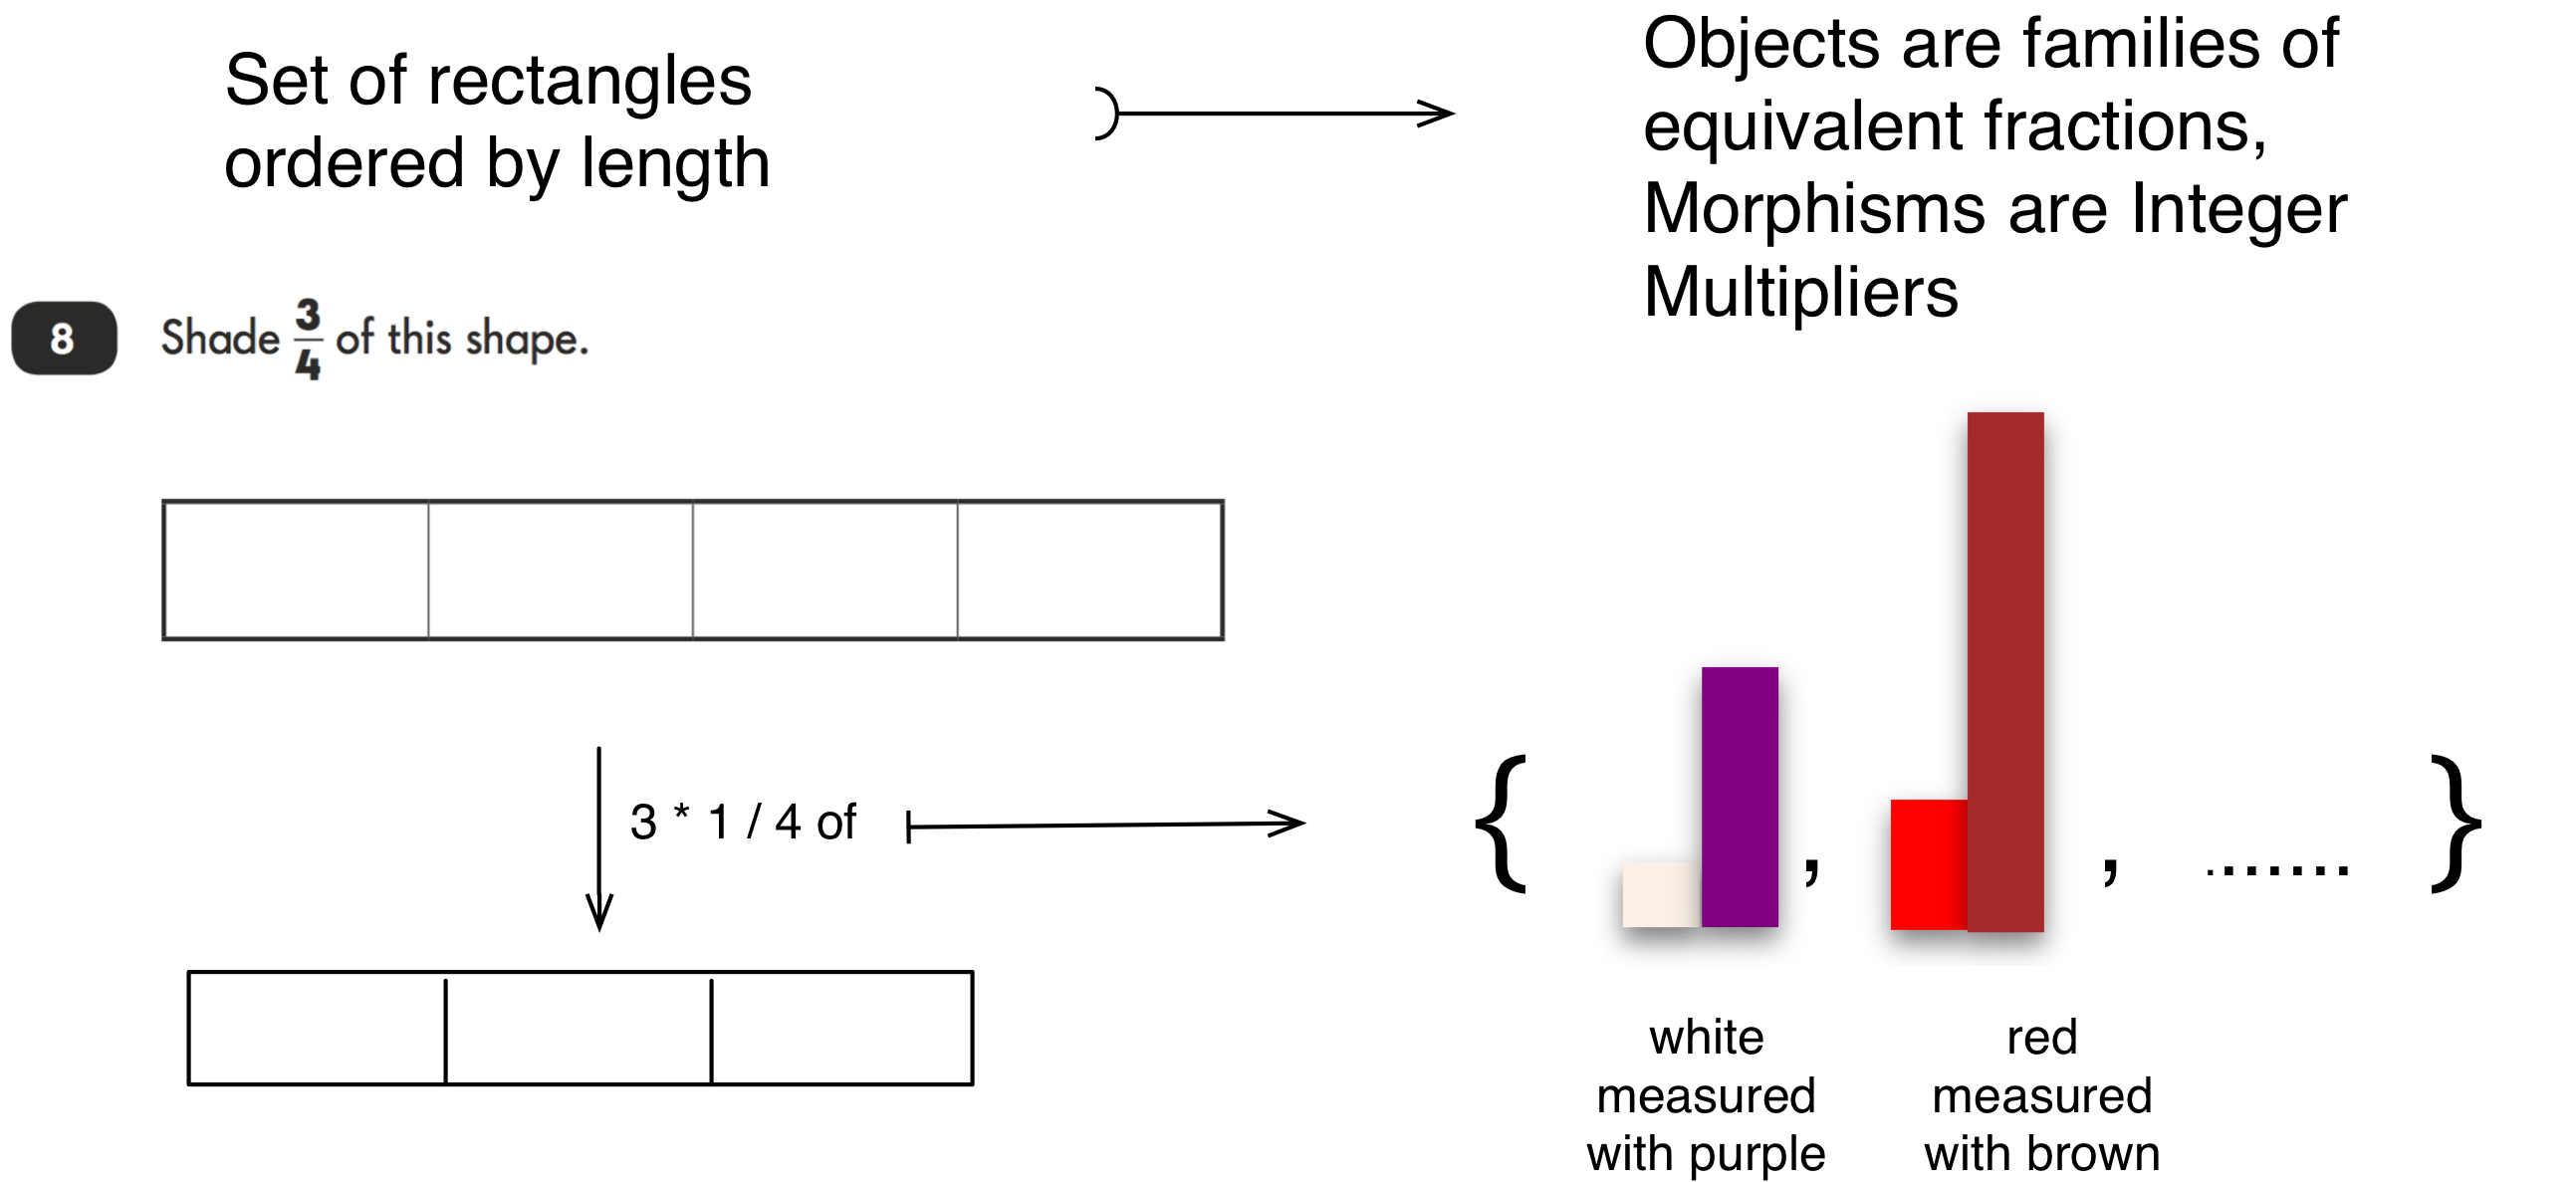 Set of rectangles
ordered by length
Objects are families of
equivalent fractions,
Morphisms are Integer
Multipliers
8 Shade 3/4 of this shape.
3 * 1 / 4 of
{ , , ....... }
white
measured
with purple
red
measured
with brown